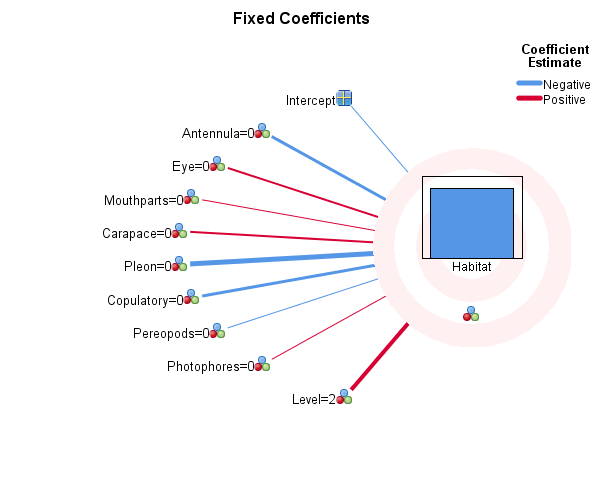 Fixed Coefficients
Coefficient
Estimate
Negative
Positive
Intercept
Antennula=0
Eye=0
Mouthparts=0
Carapace=0
Pleon=0
Copulatory=0
Pereopods=0
Photophores=0
Level=2
Habitat